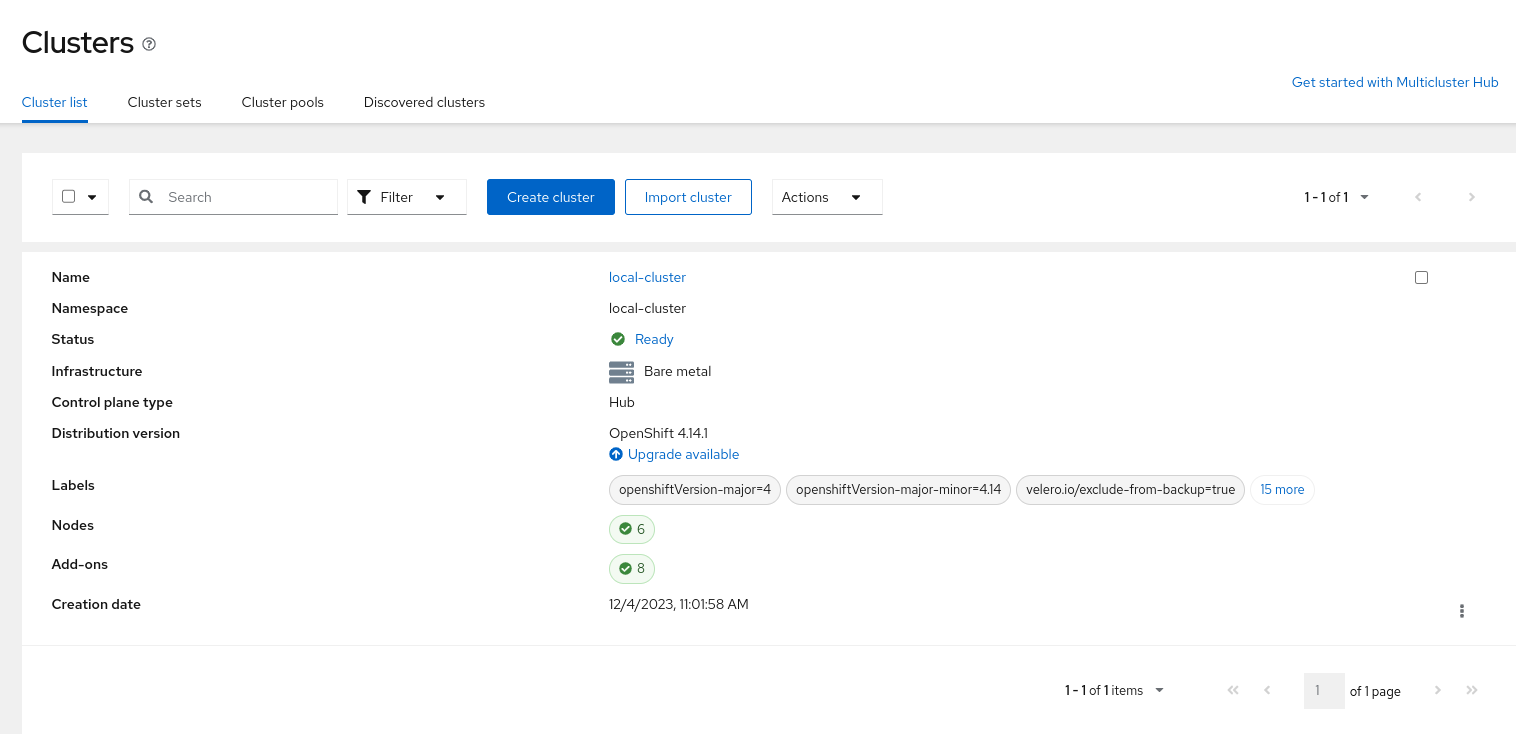 Clusters
Get started with Multicluster Hub
Cluster list Cluster sets Cluster pools Discovered clusters
Search Filter Create cluster Import cluster Actions 1 - 1 of 1
Name local-cluster
Namespace local-cluster
Status Ready
Infrastructure Bare metal
Control plane type Hub
Distribution version OpenShift 4.14.1
Upgrade available
Labels openshiftVersion-major=4 openshiftVersion-major-minor=4.14 velero.io/exclude-from-backup=true 15 more
Nodes 6
Add-ons 8
Creation date 12/4/2023, 11:01:58 AM
1 - 1 of 1 items 1 of 1 page